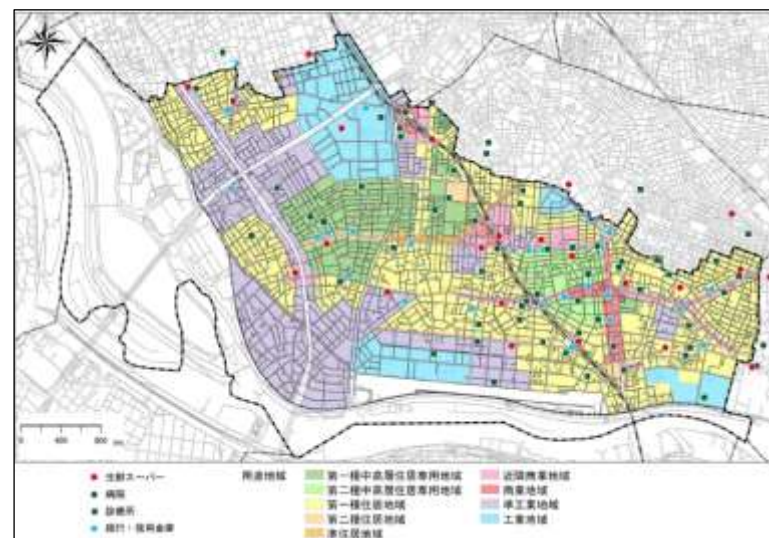 0 400 800
m
生鮮スーパー
病院
診療所
銀行・信用金庫
用途地域
第一種中高層住居専用地域
第二種中高層住居専用地域
第一種住居地域
第二種住居地域
準住居地域
近隣商業地域
商業地域
準工業地域
工業地域